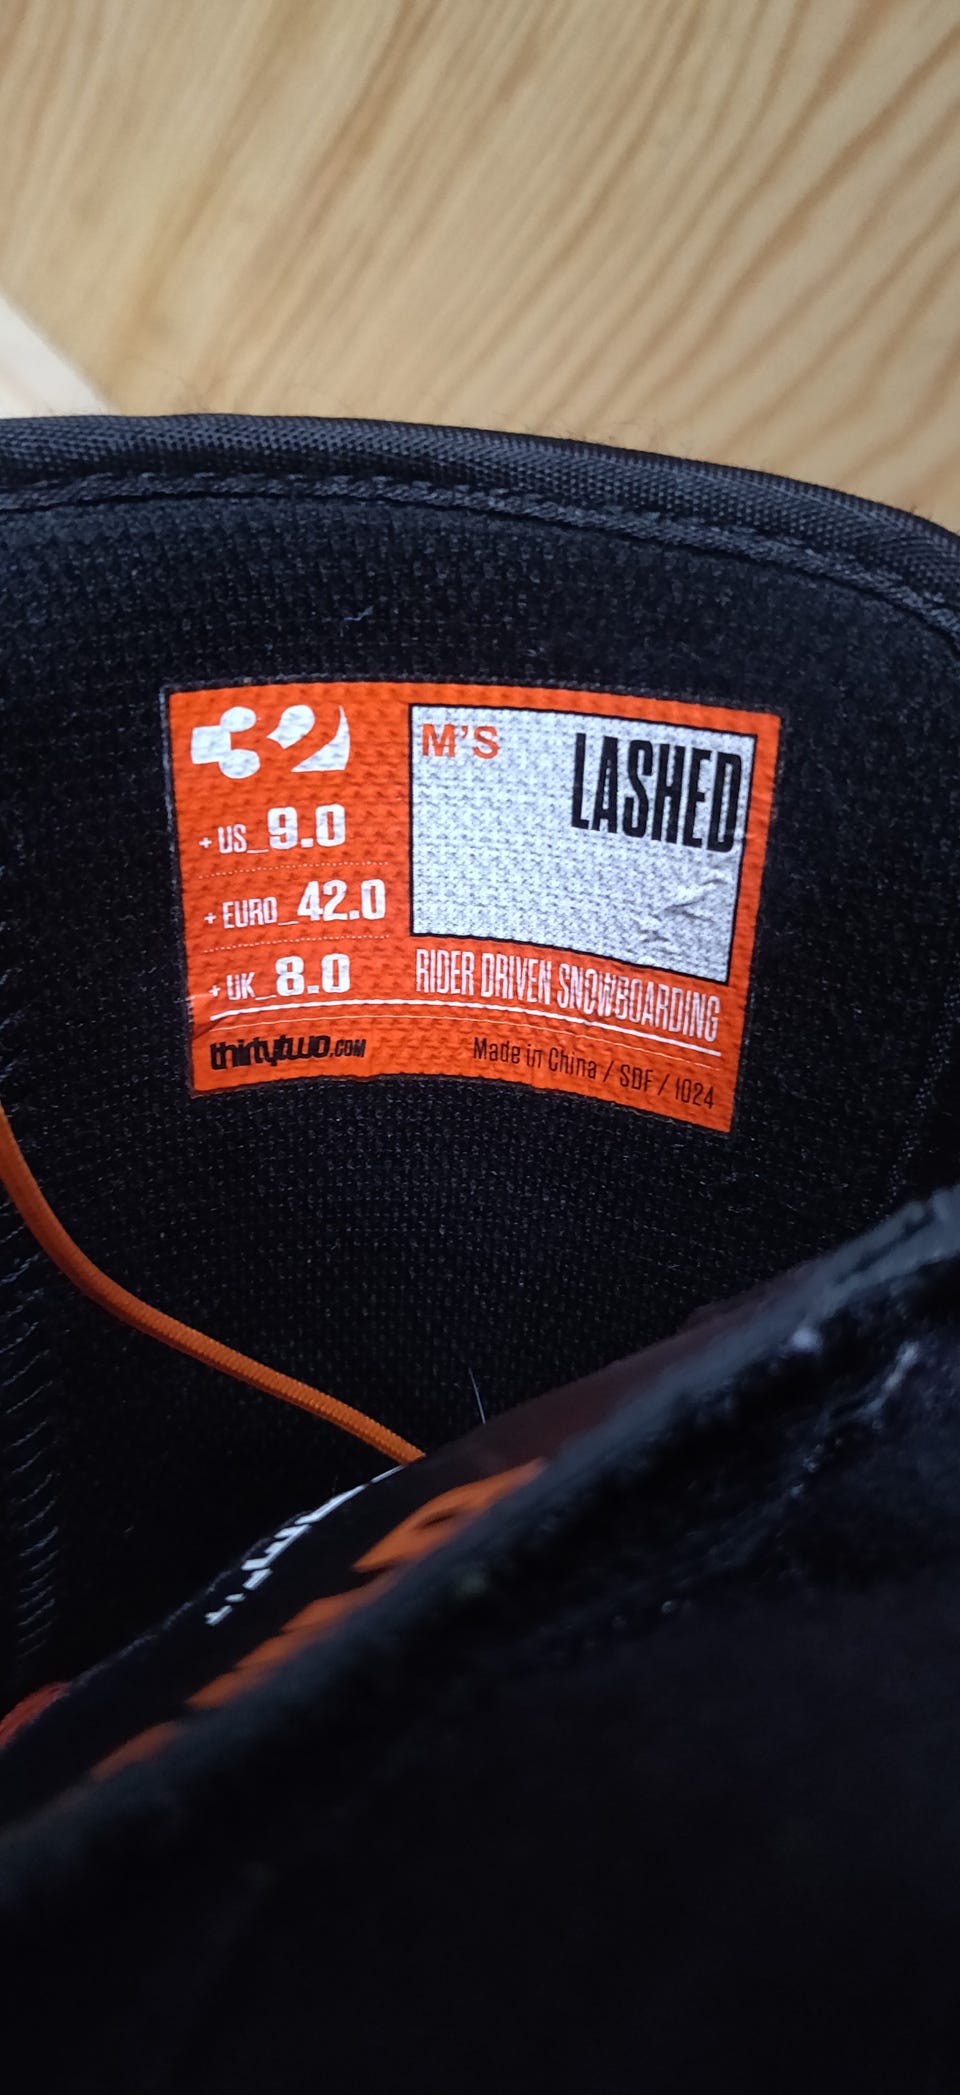 32
+ US_9.0
+ EURO_42.0
+ UK_8.0
M'S
LASHED
RIDER DRIVEN SNOWBOARDING
thirtytwo.COM
Made in China / SDF / 1024